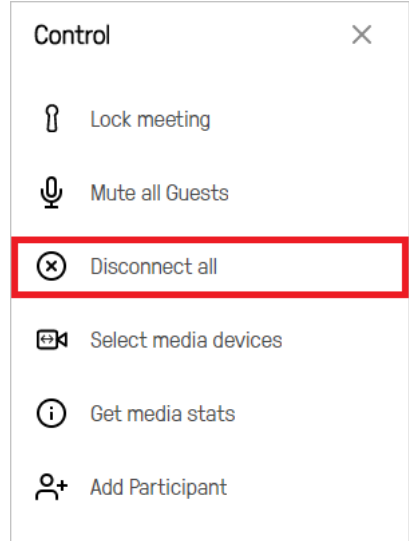 Control
Lock meeting
Mute all Guests
Disconnect all
Select media devices
Get media stats
Add Participant